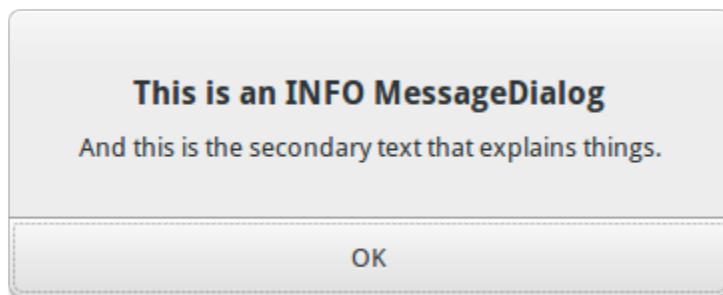 This is an INFO MessageDialog
And this is the secondary text that explains things.
OK